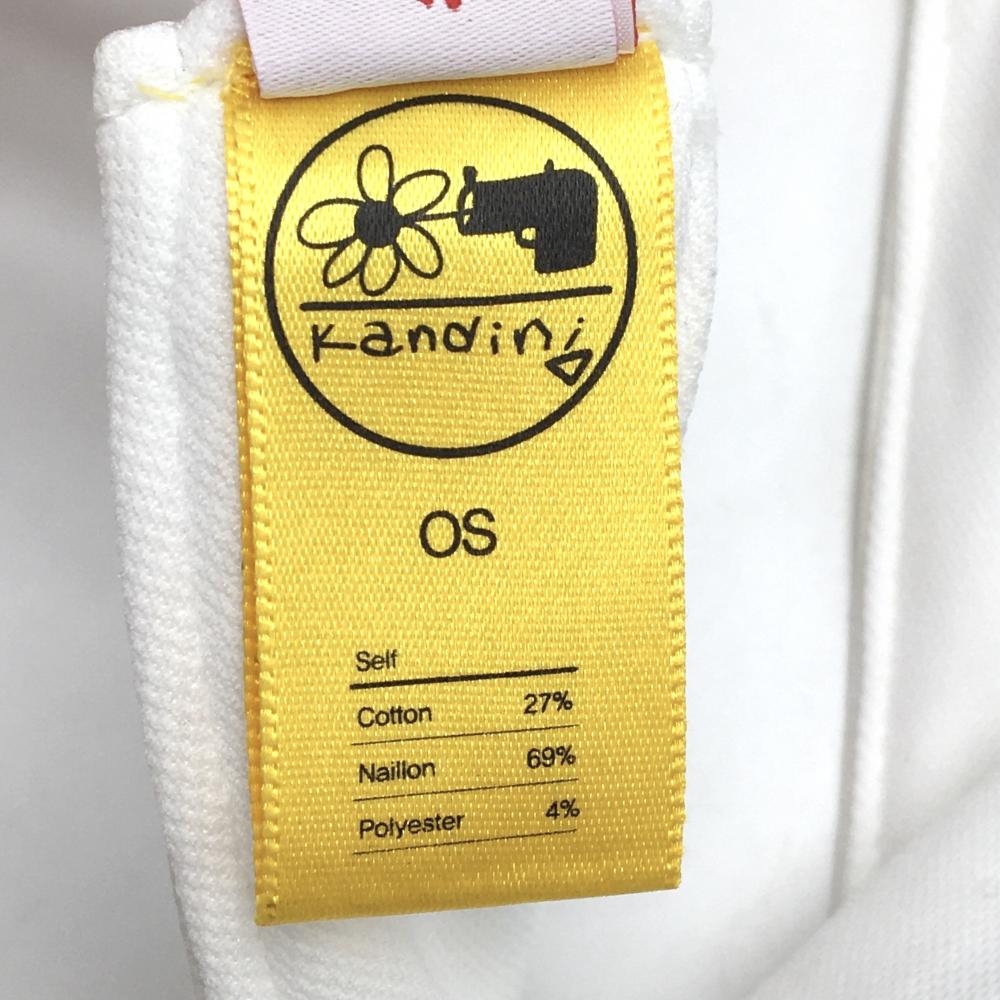 Kandini
OS
Self
Cotton 27%
Naillon 69%
Polyester 4%